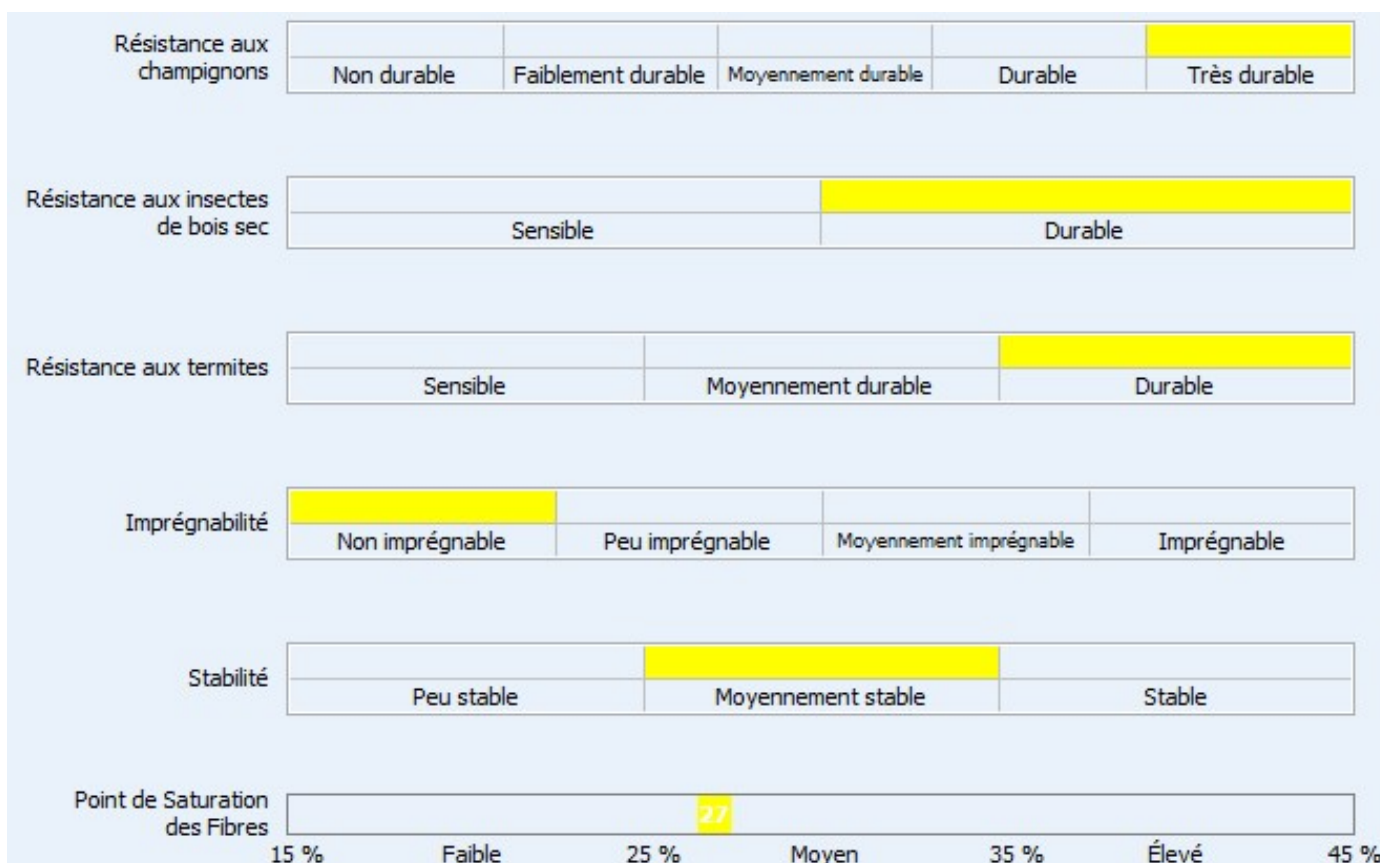 Résistance aux
champignons
Non durable Faiblement durable Moyennement durable Durable Très durable
Résistance aux insectes
de bois sec
Sensible Durable
Résistance aux termites
Sensible Moyennement durable Durable
Imprégnabilité
Non imprégnable Peu imprégnable Moyennement imprégnable Imprégnable
Stabilité
Peu stable Moyennement stable Stable
Point de Saturation
des Fibres
27
15 % Faible 25 % Moyen 35 % Élevé 45 %